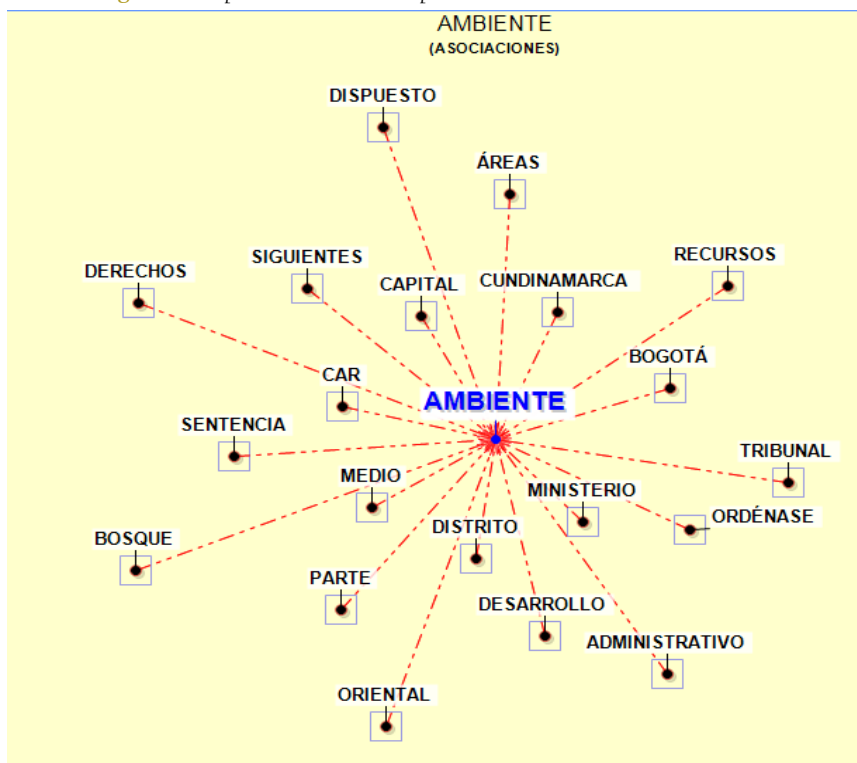 AMBIENTE
(ASOCIACIONES)
DISPUESTO
ÁREAS
RECURSOS
SIGUIENTES
DERECHOS
CAPITAL
CUNDINAMARCA
BOGOTÁ
CAR
AMBIENTE
SENTENCIA
TRIBUNAL
MEDIO
MINISTERIO
ORDÉNASE
DISTRITO
BOSQUE
PARTE
DESARROLLO
ADMINISTRATIVO
ORIENTAL